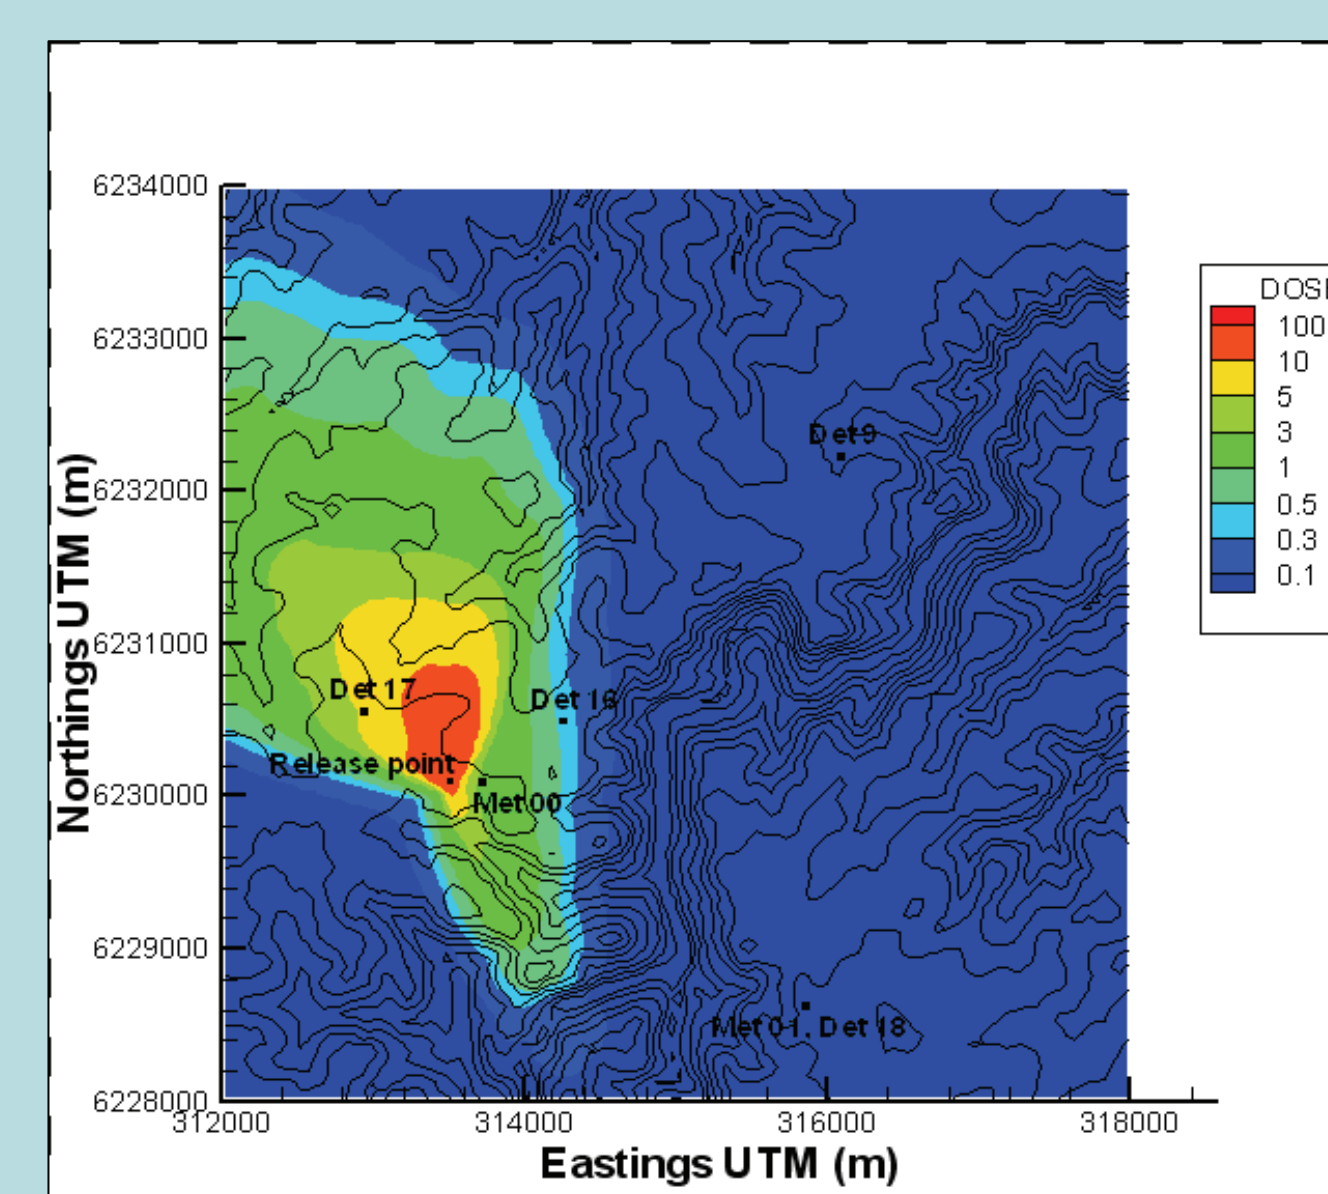 6234000
6233000
6232000
6231000
6230000
6229000
6228000
Northings UTM (m)
312000
314000
316000
318000
Eastings UTM (m)
Det 9
Det 17
Det 16
Release point
Met 00
Met 01, Det 18
DOSE
100
10
5
3
1
0.5
0.3
0.1